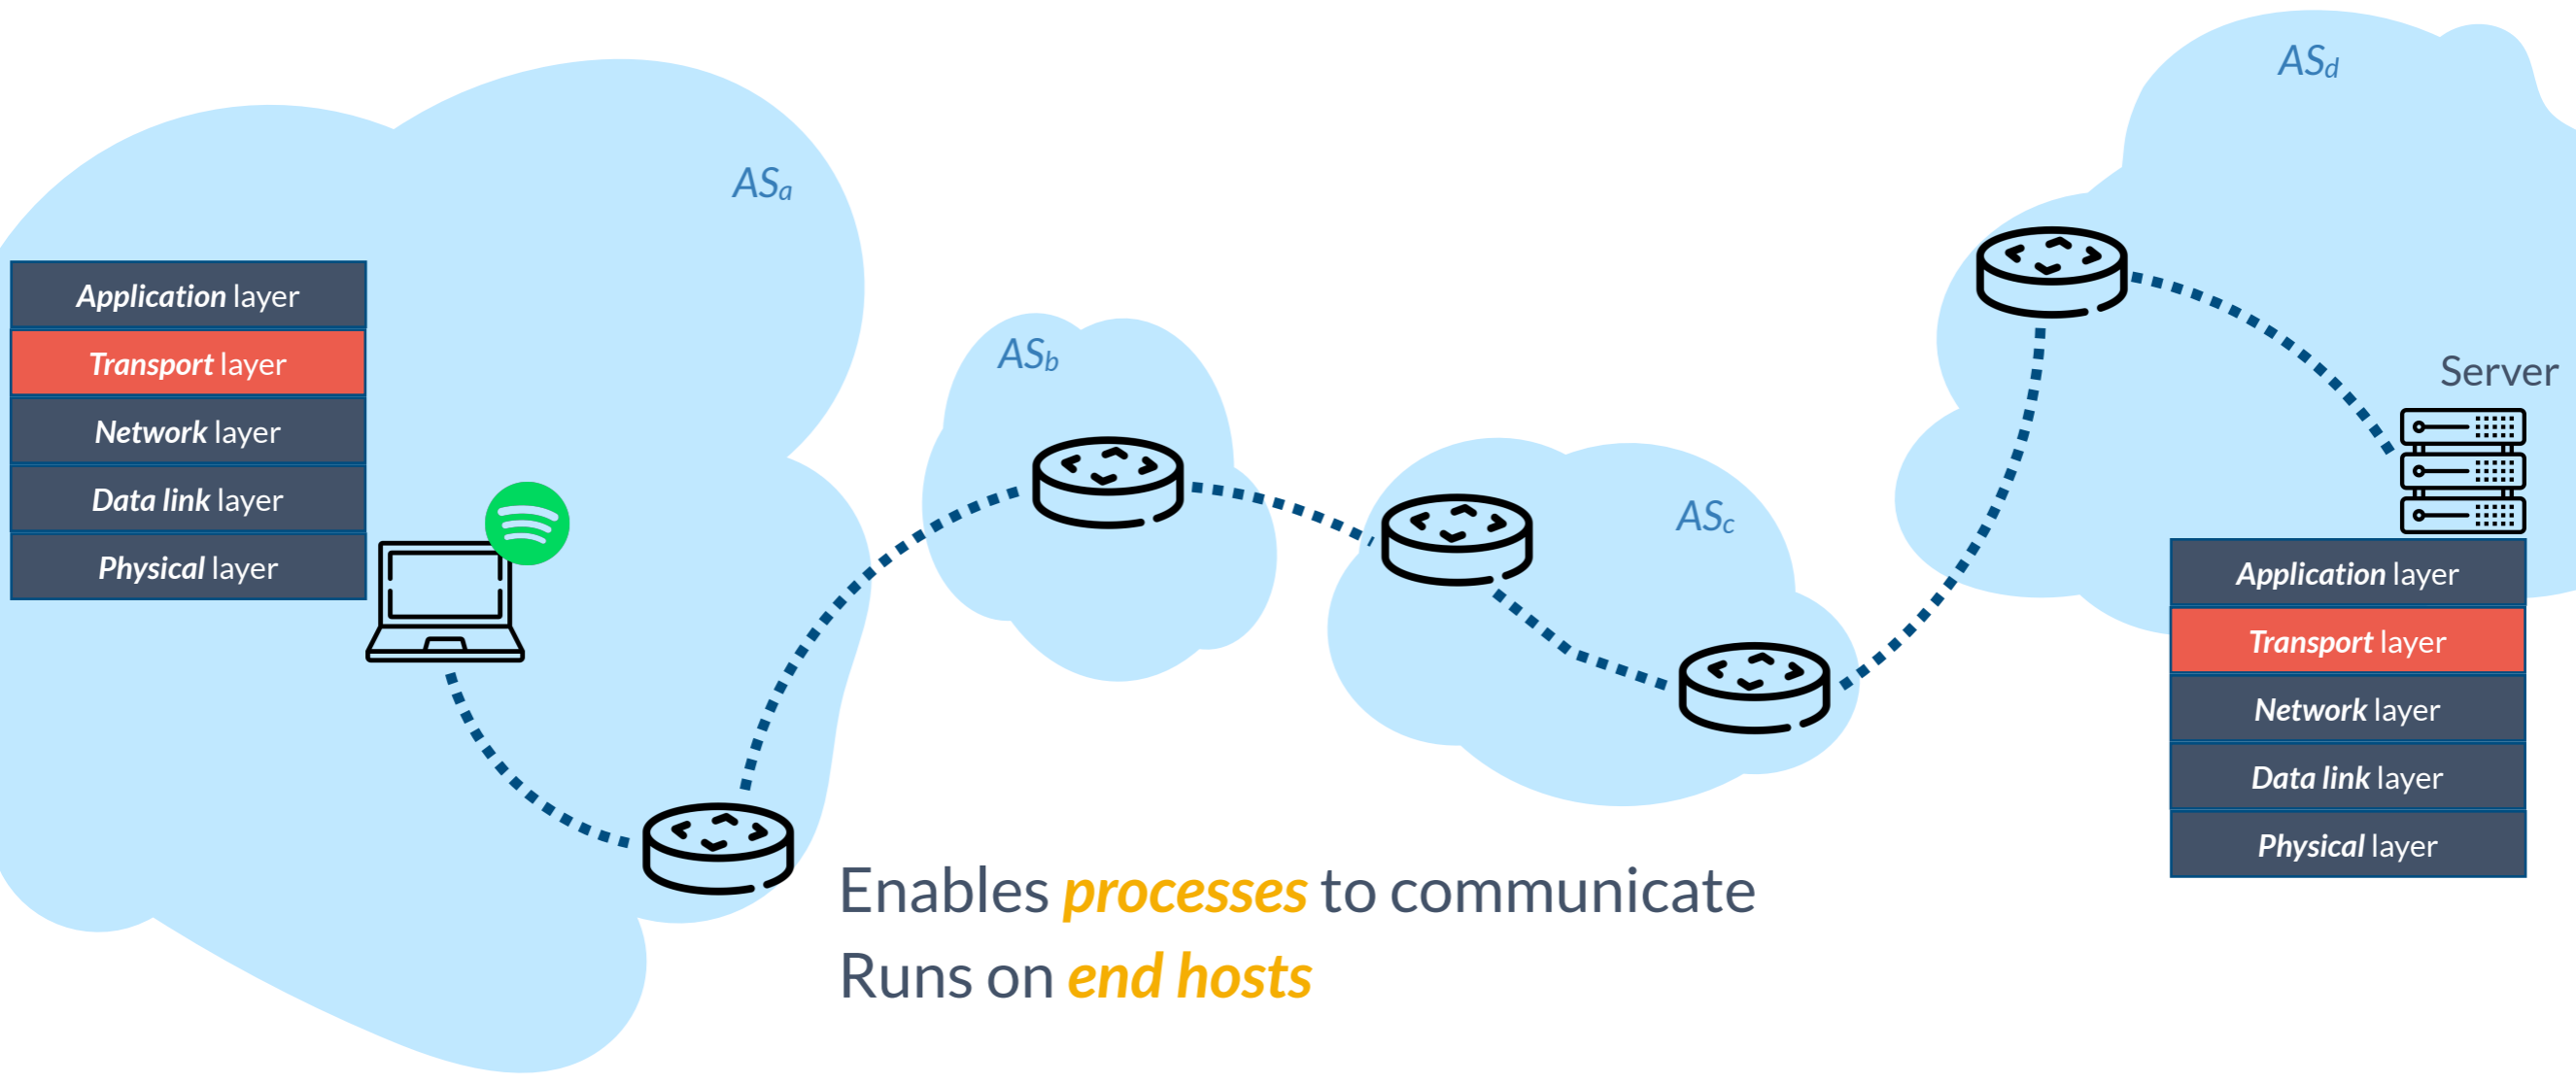 ASd
ASa
Application layer
Transport layer
Network layer
Data link layer
Physical layer
ASb
ASc
Server
Application layer
Transport layer
Network layer
Data link layer
Physical layer
Enables processes to communicate
Runs on end hosts